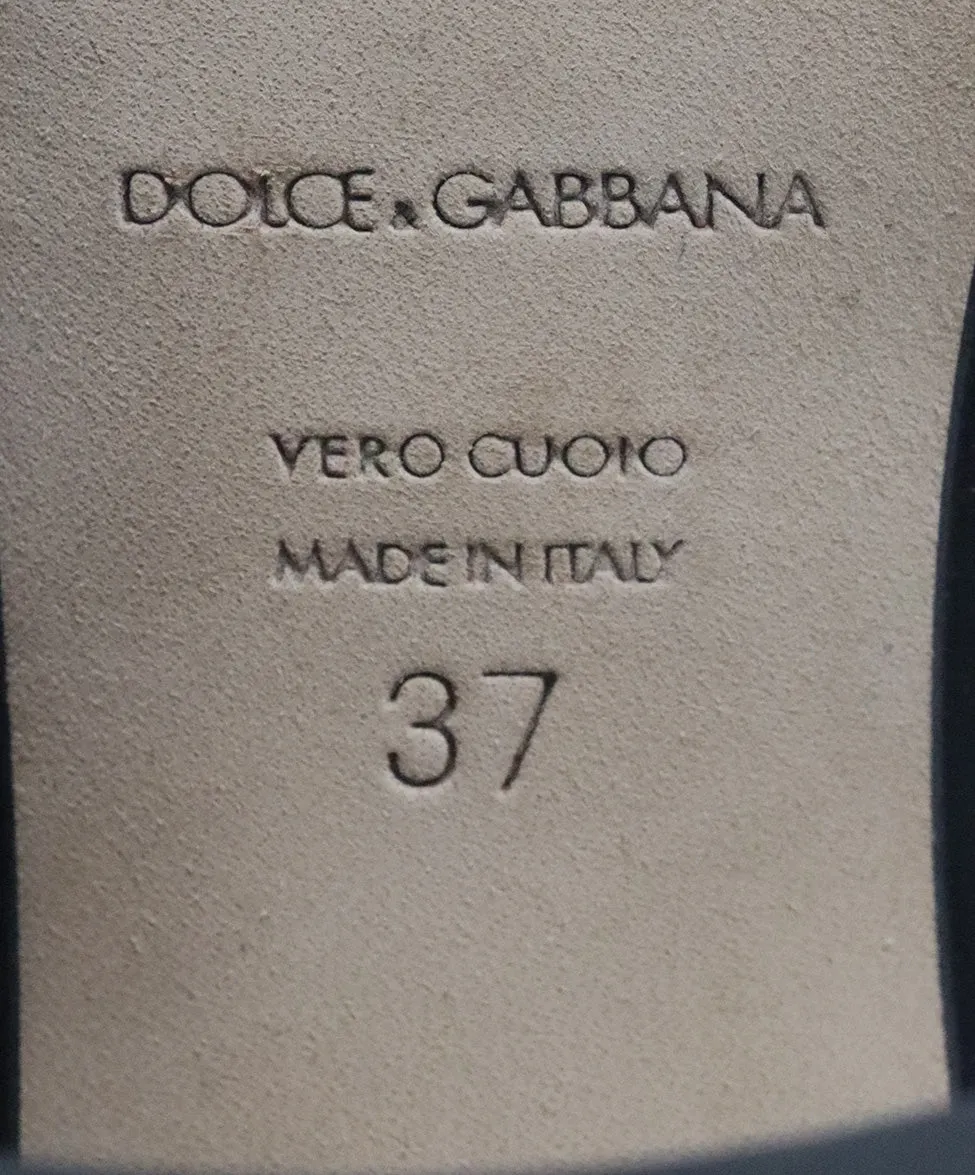 DOLCE & GABBANA
VERO CUOIO
MADE IN ITALY
37